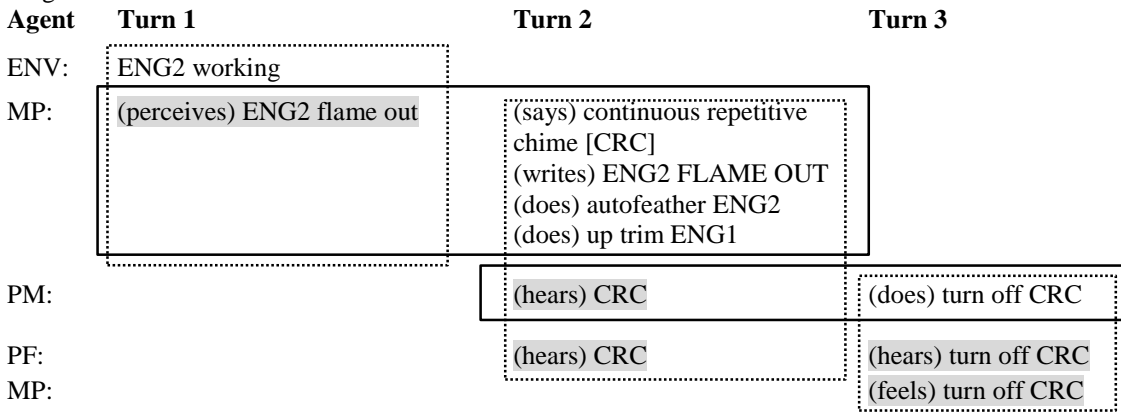 Agent Turn 1 Turn 2 Turn 3
ENV: ENG2 working
MP: (perceives) ENG2 flame out (says) continuous repetitive
chime [CRC]
(writes) ENG2 FLAME OUT
(does) autofeather ENG2
(does) up trim ENG1
PM: (hears) CRC (does) turn off CRC
PF: (hears) CRC (hears) turn off CRC
MP: (feels) turn off CRC